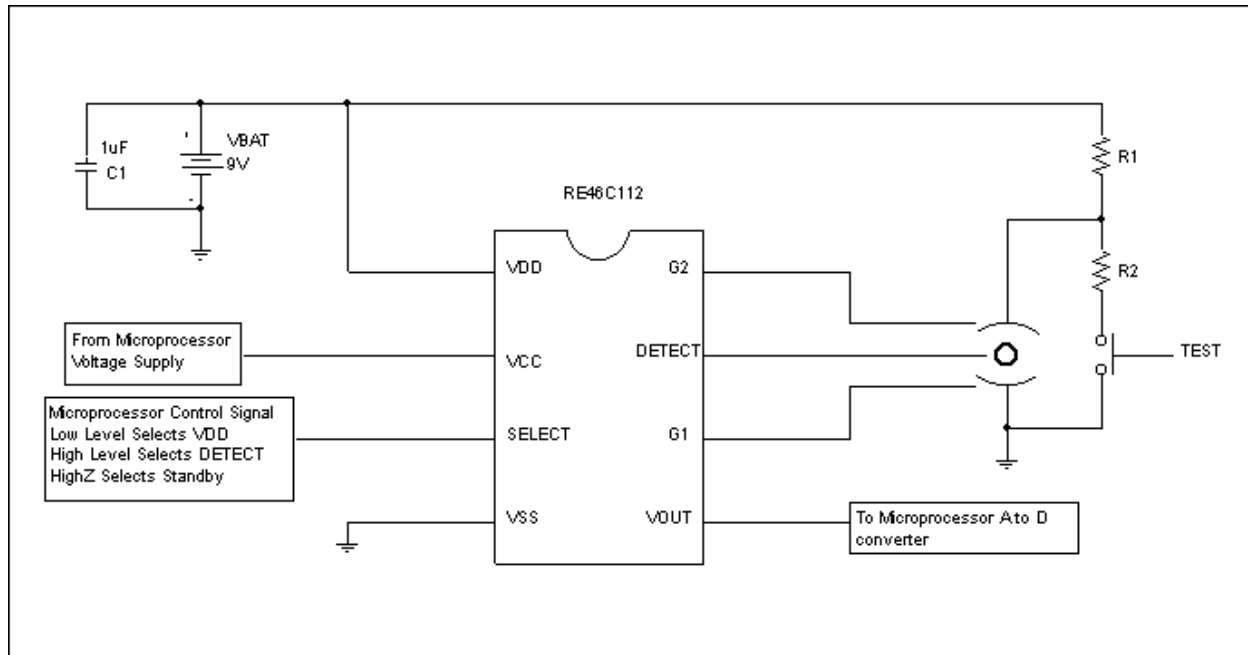 1uF
C1
VBAT
9V
RE46C112
R1
R2
VDD
G2
From Microprocessor
Voltage Supply
VCC
DETECT
TEST
Microprocessor Control Signal
Low Level Selects VDD
High Level Selects DETECT
HighZ Selects Standby
SELECT
G1
VSS
VOUT
To Microprocessor A to D
converter